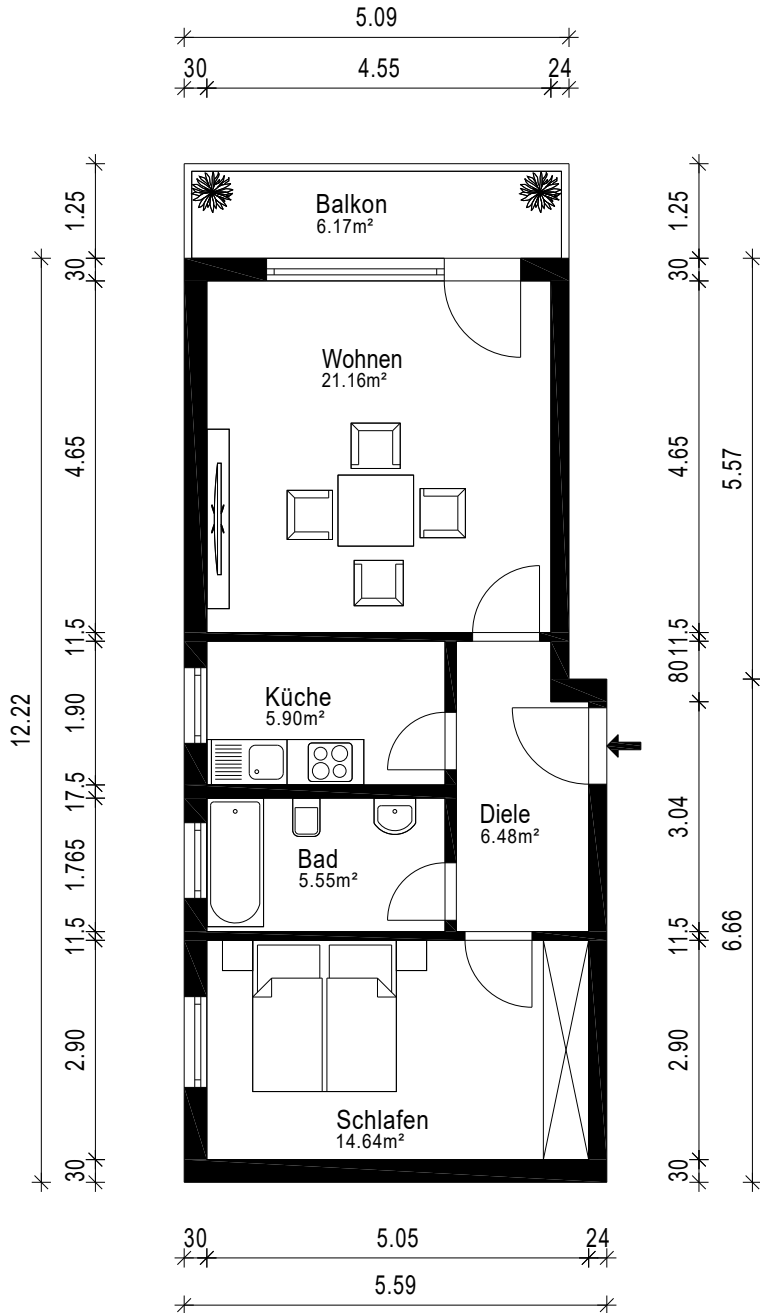 5.09
30 4.55 24
1.25
30
4.65
11.5
1.90
17.5
1.765
11.5
2.90
30
12.22
Balkon
6.17m²
Wohnen
21.16m²
Küche
5.90m²
Diele
6.48m²
Bad
5.55m²
Schlafen
14.64m²
1.25
30
4.65
11.5
80
3.04
11.5
2.90
30
5.57
6.66
30 5.05 24
5.59